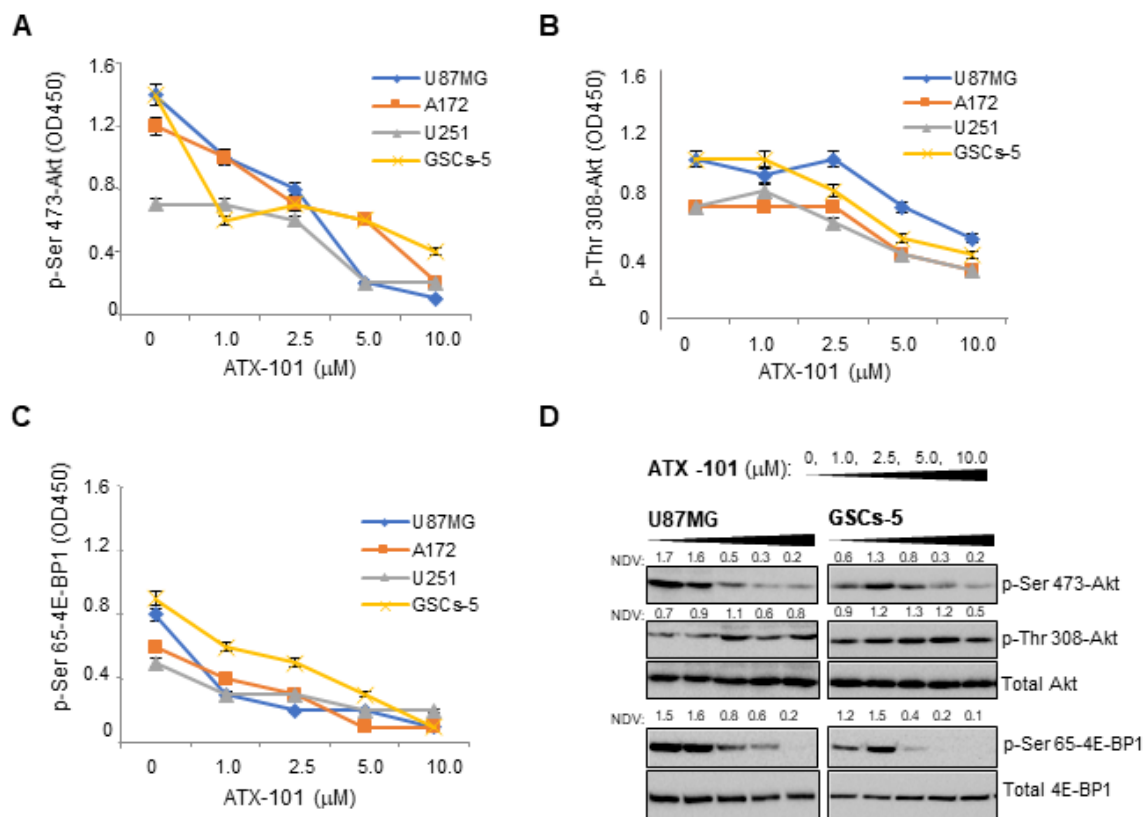 A
1.6
1.2
0.8
0.4
0
p-Ser 473-Akt (OD450)
U87MG
A172
U251
GSCs-5
0 1.0 2.5 5.0 10.0
ATX-101 (μM)
B
1.6
1.2
0.8
0.4
0
p-Thr 308-Akt (OD450)
U87MG
A172
U251
GSCs-5
0 1.0 2.5 5.0 10.0
ATX-101 (μM)
C
1.6
1.2
0.8
0.4
0
p-Ser 65-4E-BP1 (OD450)
U87MG
A172
U251
GSCs-5
0 1.0 2.5 5.0 10.0
ATX-101 (μM)
D
ATX -101 (μM): 0, 1.0, 2.5, 5.0, 10.0
U87MG GSCs-5
NDV: 1.7 1.6 0.5 0.3 0.2 0.6 1.3 0.8 0.3 0.2
p-Ser 473-Akt
NDV: 0.7 0.9 1.1 0.6 0.8 0.9 1.2 1.3 1.2 0.5
p-Thr 308-Akt
Total Akt
NDV: 1.5 1.6 0.8 0.6 0.2 1.2 1.5 0.4 0.2 0.1
p-Ser 65-4E-BP1
Total 4E-BP1